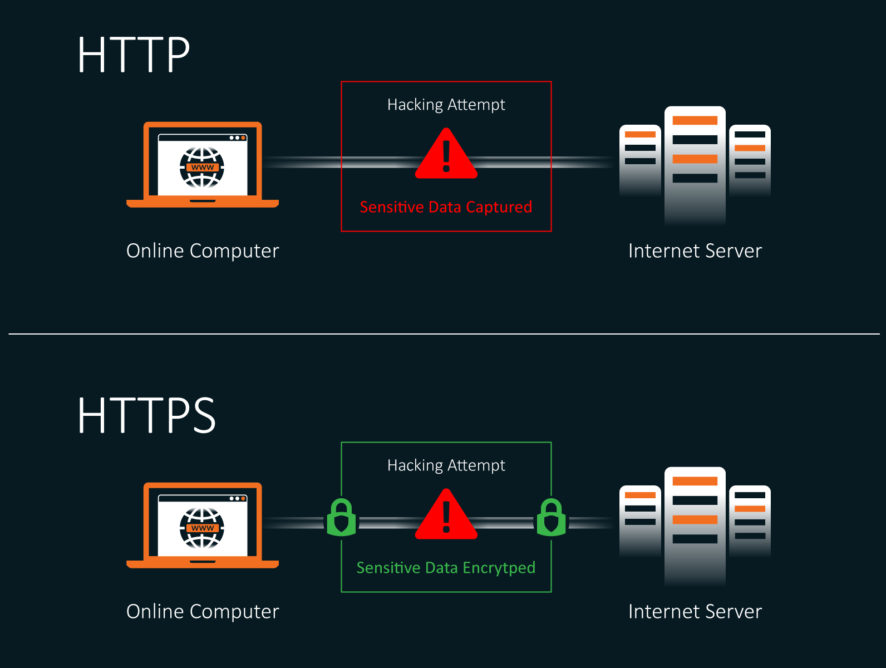 HTTP
Hacking Attempt
WWW
Sensitive Data Captured
Online Computer
Internet Server
HTTPS
Hacking Attempt
WWW
Sensitive Data Encrytped
Online Computer
Internet Server